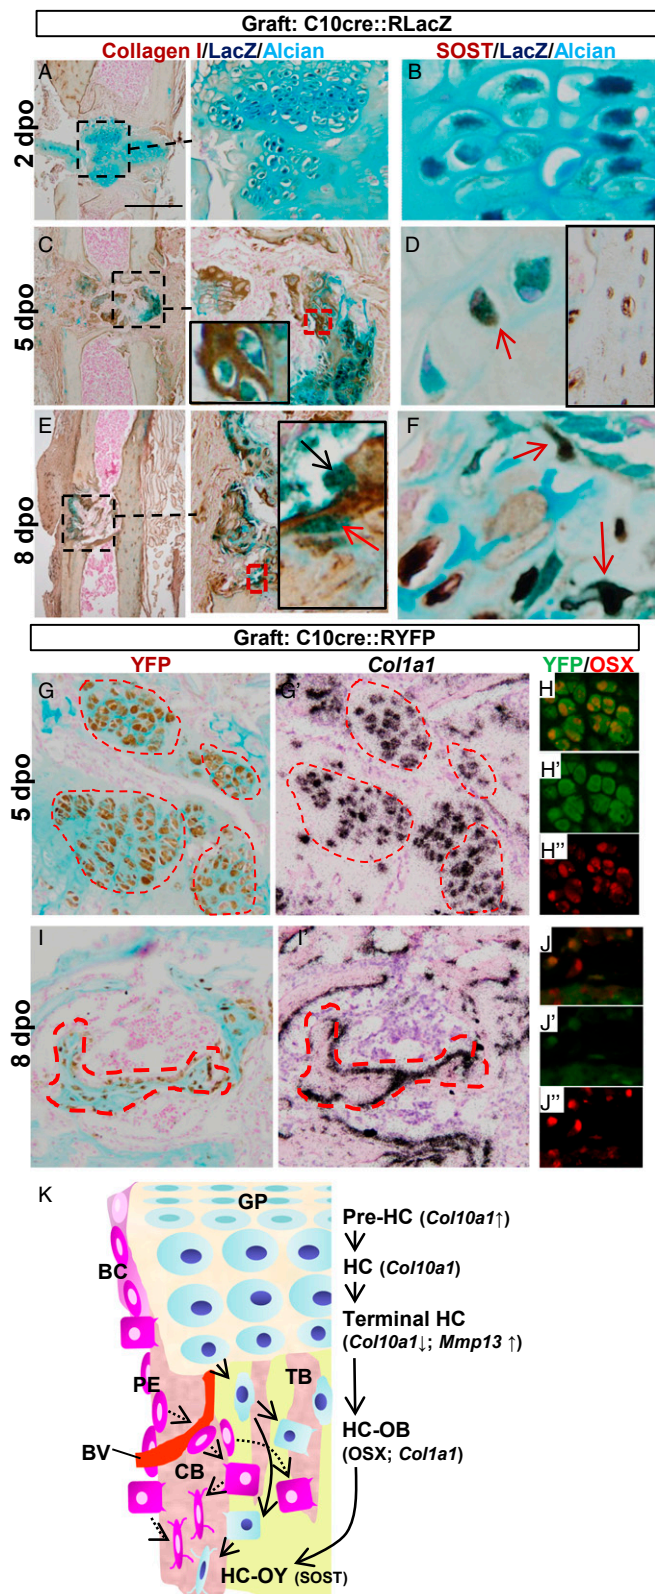 Graft: C10cre::RLacZ
Collagen I/LacZ/Alcian
SOST/LacZ/Alcian
A
B
2 dpo
C
D
5 dpo
E
F
8 dpo
Graft: C10cre::RYFP
YFP
Col1a1
YFP/OSX
G
G'
H
H'
H''
5 dpo
I
I'
J
J'
J''
8 dpo
K
GP
BC
PE
TB
BV
CB
HC-OY (SOST)
Pre-HC (Col10a1↑)
HC (Col10a1)
Terminal HC
(Col10a1↓; Mmp13 ↑)
HC-OB
(OSX; Col1a1)